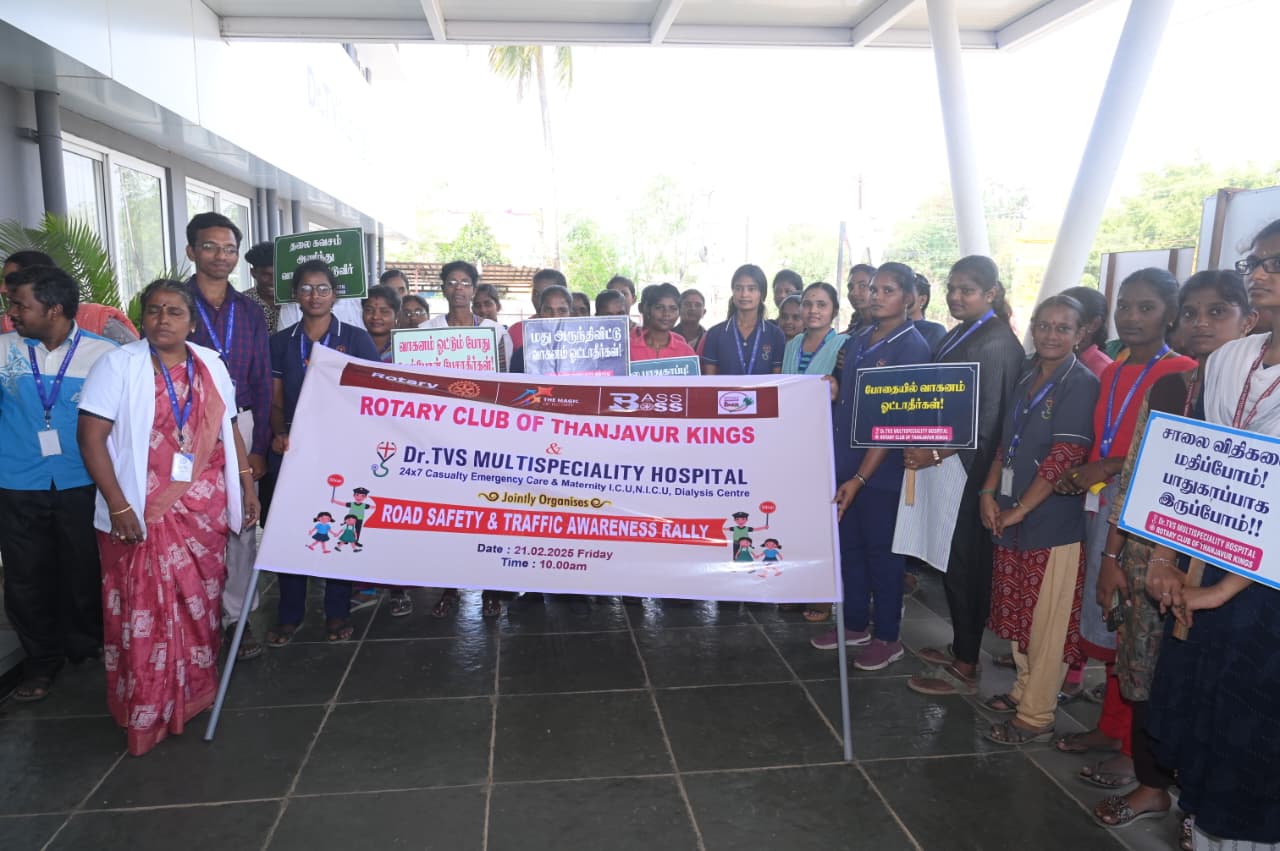 தலை கவசம்
அணிந்து
வாகனம் ஓட்டும் போது
மது அருந்திவிட்டு
வாகனம் ஓட்டாதீர்கள்!
போதையில் வாகனம்
ஓட்டாதீர்கள்!
Dr.TVS MULTISPECIALITY HOSPITAL
ROTARY CLUB OF THANJAVUR KINGS
சாலை விதிகளை
மதிப்போம்!
பாதுகாப்பாக
இருப்போம்!!
Dr.TVS MULTISPECIALITY HOSPITAL
ROTARY CLUB OF THANJAVUR KINGS
Rotary
THE MAGIC
BASS
BOSS
ROTARY CLUB OF THANJAVUR KINGS
&
Dr.TVS MULTISPECIALITY HOSPITAL
24x7 Casualty Emergency Care & Maternity I.C.U,N.I.C.U, Dialysis Centre
Jointly Organises
ROAD SAFETY & TRAFFIC AWARENESS RALLY
Date : 21.02.2025 Friday
Time : 10.00am